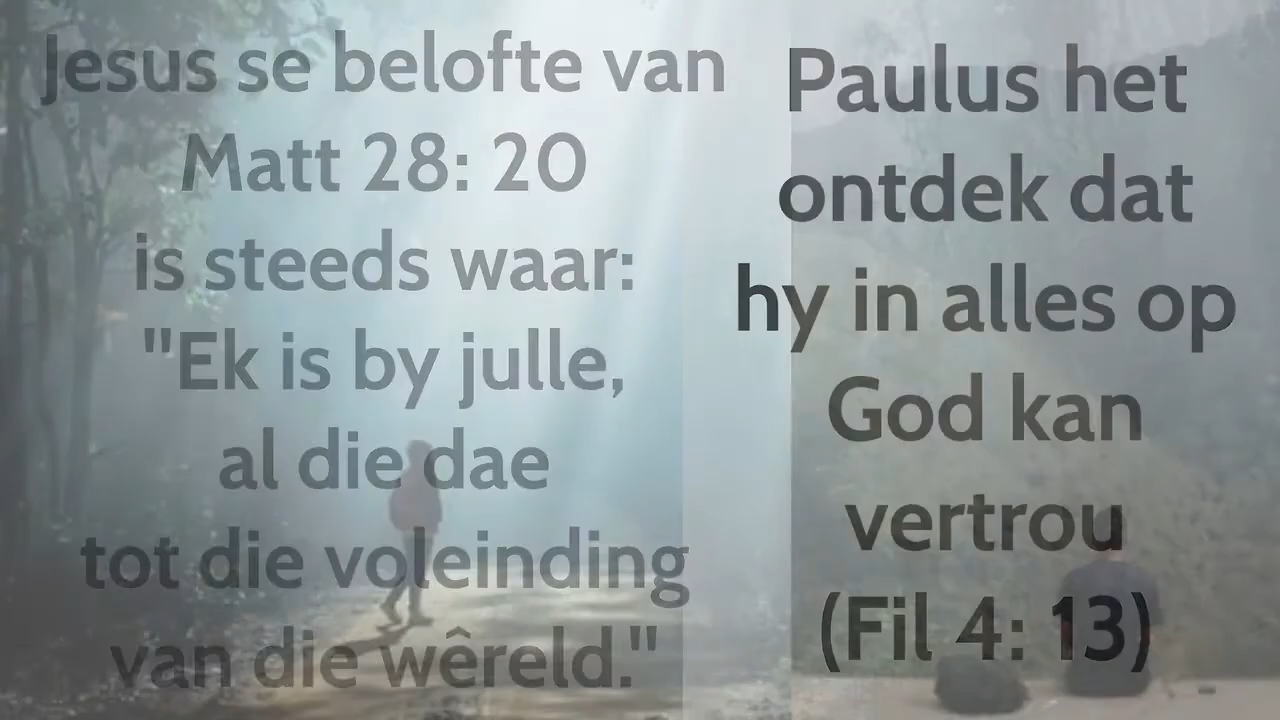 Jesus se belofte van
Matt 28: 20
is steeds waar:
"Ek is by julle,
al die dae
tot die voleinding
van die wêreld."
Paulus het
ontdek dat
hy in alles op
God kan
vertrou
(Fil 4: 13)